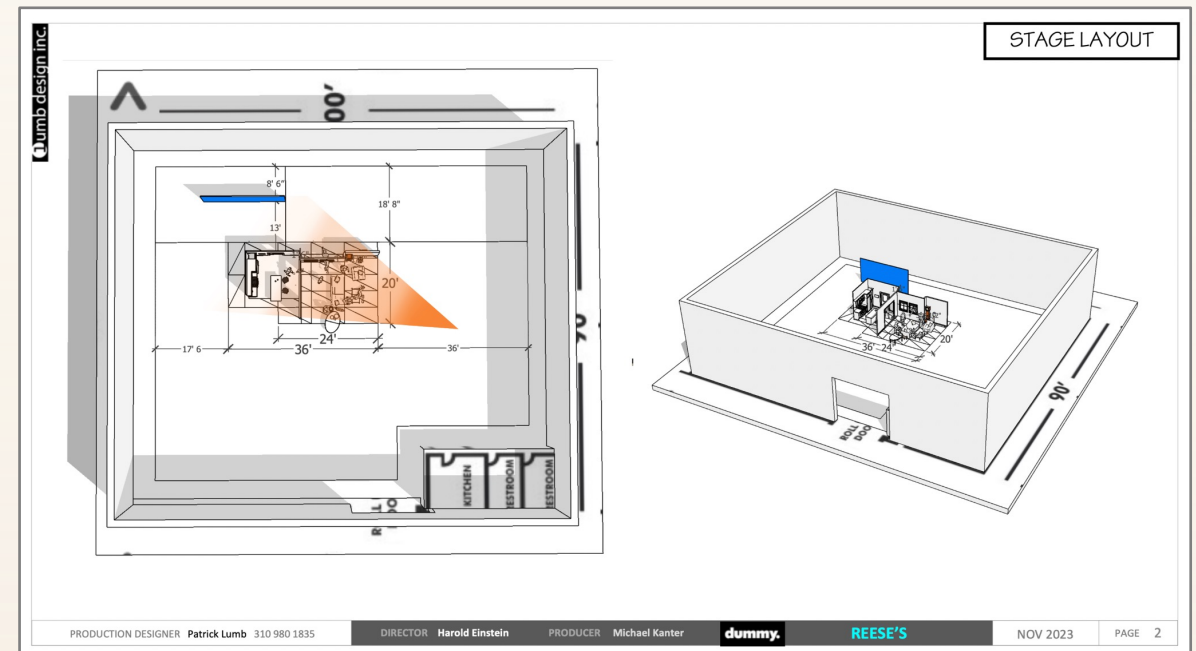 lumb design inc.
STAGE LAYOUT
00'
8' 6"
18' 8"
13'
20'
24'
36'
17' 6
36'
90
KITCHEN
ESTROOM
ESTROOM
36'
24'
20'
90'
ROLL
DOO
PRODUCTION DESIGNER Patrick Lumb 310 980 1835
DIRECTOR Harold Einstein
PRODUCER Michael Kanter
dummy.
REESE'S
NOV 2023
PAGE 2